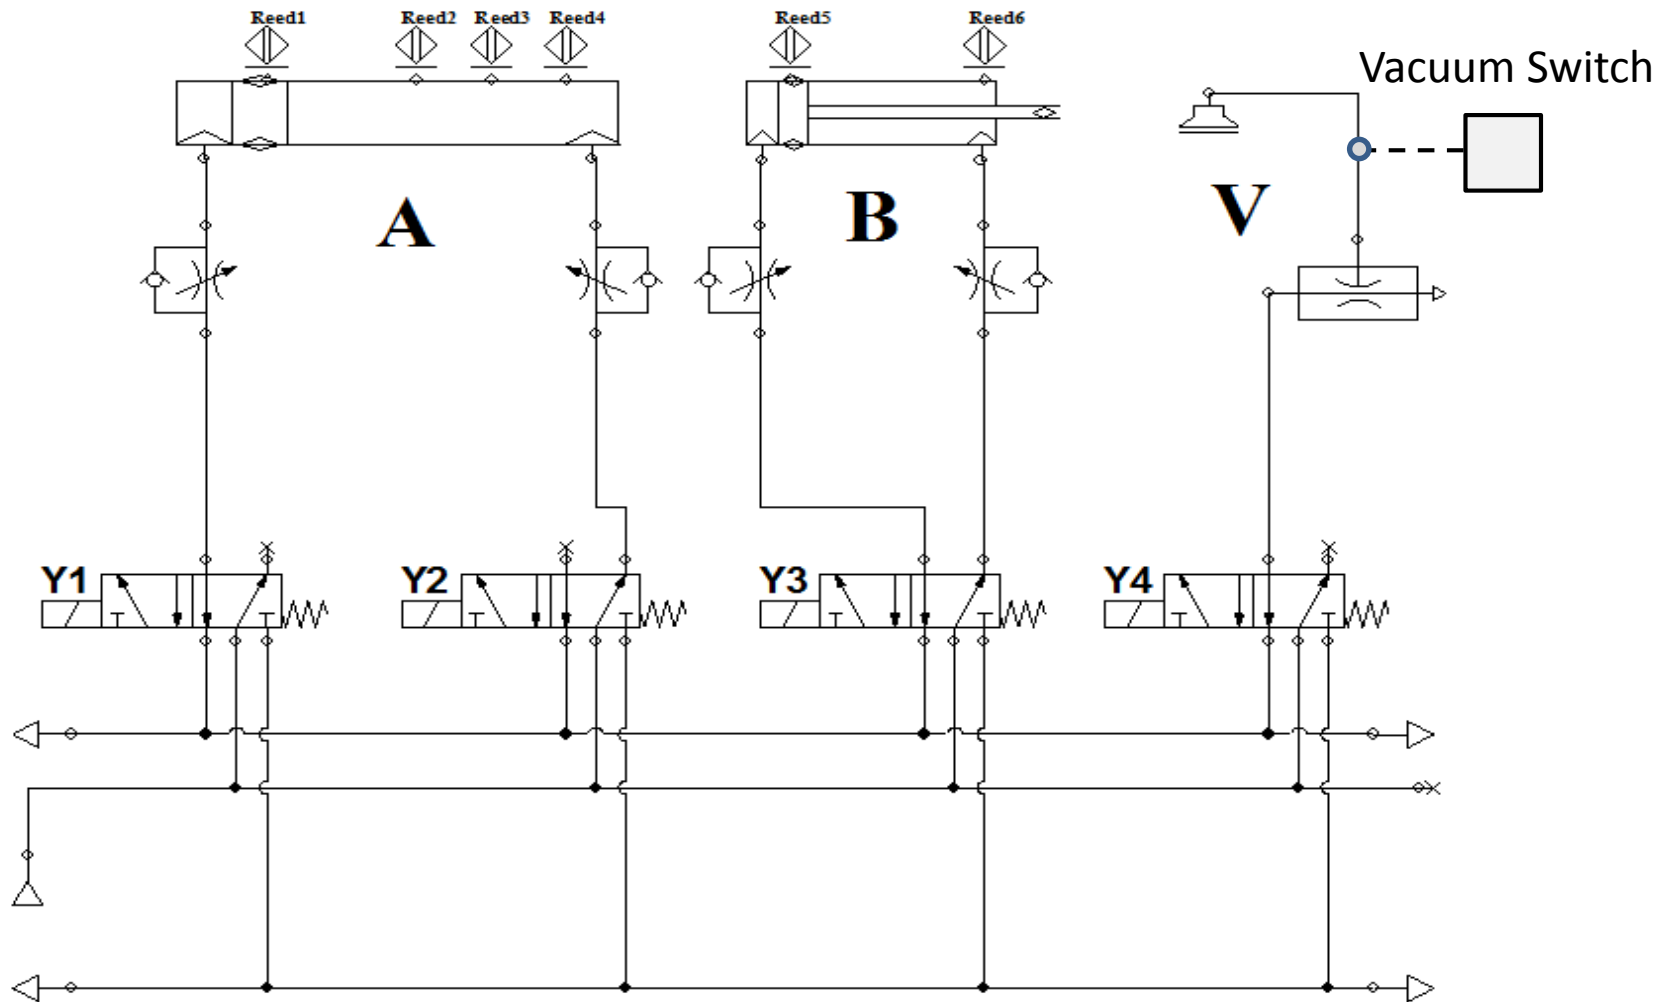 Reed1 Reed2 Reed3 Reed4 Reed5 Reed6
Vacuum Switch
A B V
Y1 Y2 Y3 Y4